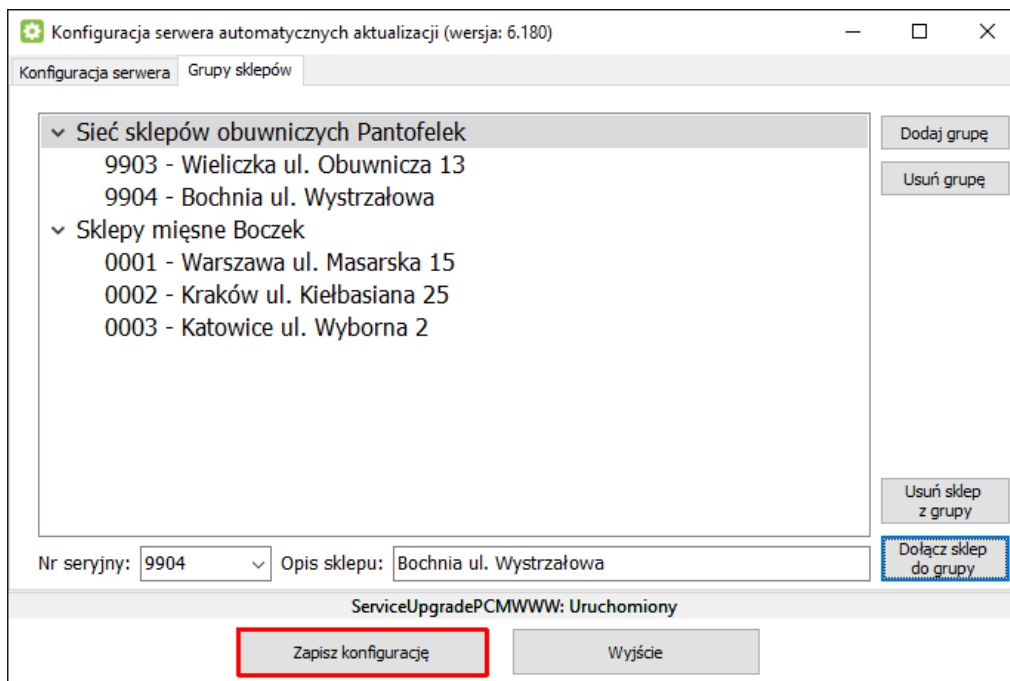 Konfiguracja serwera automatycznych aktualizacji (wersja: 6.180)
Konfiguracja serwera Grupy sklepów
Sieć sklepów obuwniczych Pantofelek
9903 - Wieliczka ul. Obuwnicza 13
9904 - Bochnia ul. Wystrzałowa
Sklepy mięsne Boczek
0001 - Warszawa ul. Masarska 15
0002 - Kraków ul. Kiełbasiana 25
0003 - Katowice ul. Wyborna 2
Dodaj grupę
Usuń grupę
Usuń sklep
z grupy
Nr seryjny: 9904 Opis sklepu: Bochnia ul. Wystrzałowa
Dołącz sklep
do grupy
ServiceUpgradePCMWWW: Uruchomiony
Zapisz konfigurację Wyjście